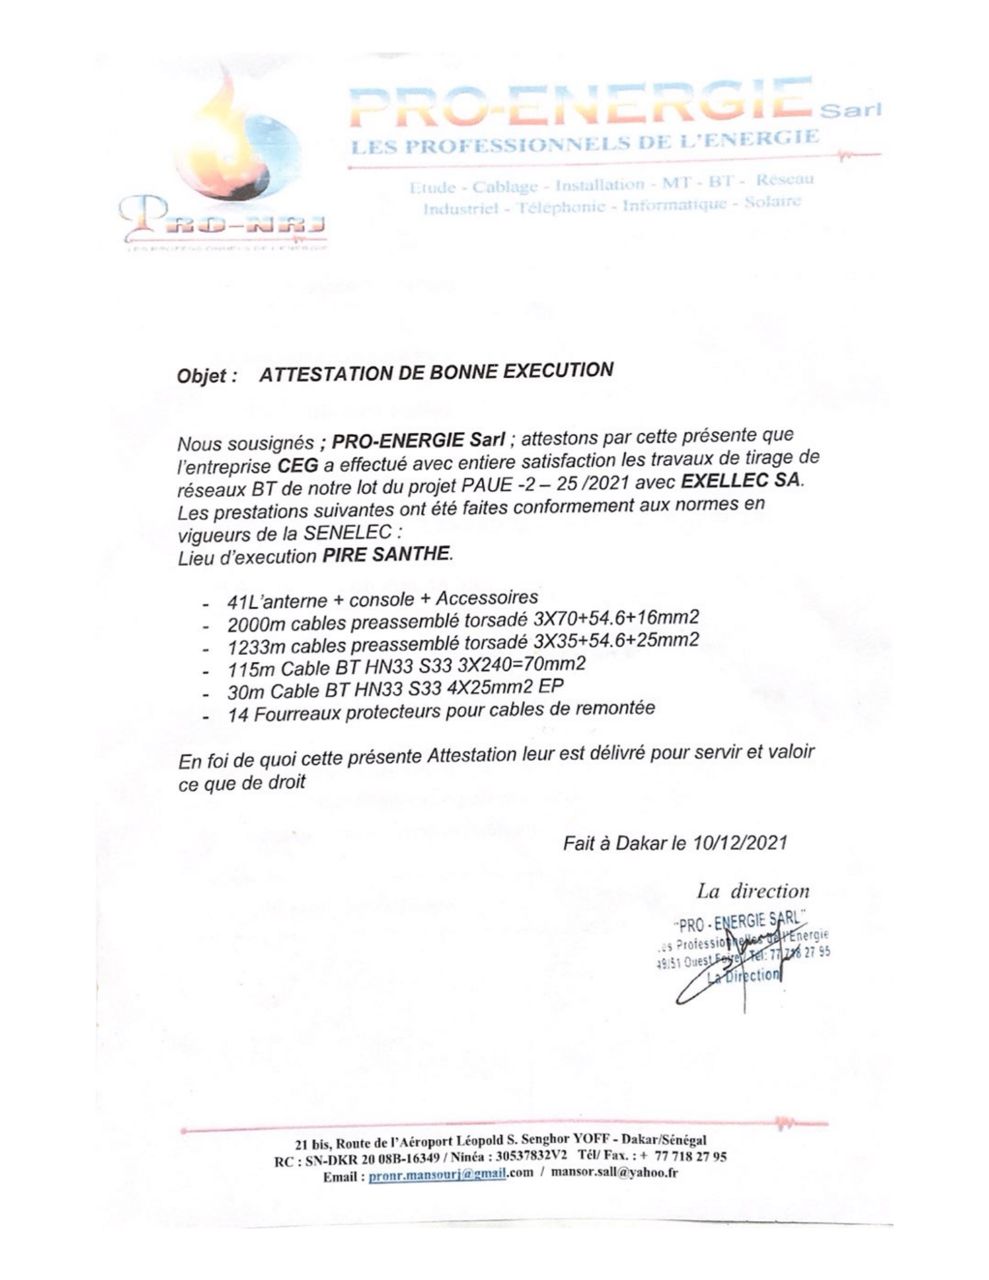 PRO-ENERGIE Sarl
LES PROFESSIONNELS DE L'ENERGIE
Etude - Cablage - Installation - MT - BT - Réseau
Industriel - Téléphonie - Informatique - Solaire
PRO-NRJ
LES PROFESSIONNELS DE L'ENERGIE
Objet : ATTESTATION DE BONNE EXECUTION
Nous sousignés ; PRO-ENERGIE Sarl ; attestons par cette présente que
l'entreprise CEG a effectué avec entiere satisfaction les travaux de tirage de
réseaux BT de notre lot du projet PAUE -2 – 25 /2021 avec EXELLEC SA.
Les prestations suivantes ont été faites conformement aux normes en
vigueurs de la SENELEC :
Lieu d'execution PIRE SANTHE.
- 41L'anterne + console + Accessoires
- 2000m cables preassemblé torsadé 3X70+54.6+16mm2
- 1233m cables preassemblé torsadé 3X35+54.6+25mm2
- 115m Cable BT HN33 S33 3X240=70mm2
- 30m Cable BT HN33 S33 4X25mm2 EP
- 14 Fourreaux protecteurs pour cables de remontée
En foi de quoi cette présente Attestation leur est délivré pour servir et valoir
ce que de droit
Fait à Dakar le 10/12/2021
La direction
"PRO - ENERGIE SARL"
Les Professionnelles de l'Energie
49/51 Ouest Foire / Tel: 77 718 27 95
La Direction
21 bis, Route de l'Aéroport Léopold S. Senghor YOFF - Dakar/Sénégal
RC : SN-DKR 20 08B-16349 / Ninéa : 30537832V2 Tél/ Fax. : + 77 718 27 95
Email : pronr.mansourj@gmail.com / mansor.sall@yahoo.fr